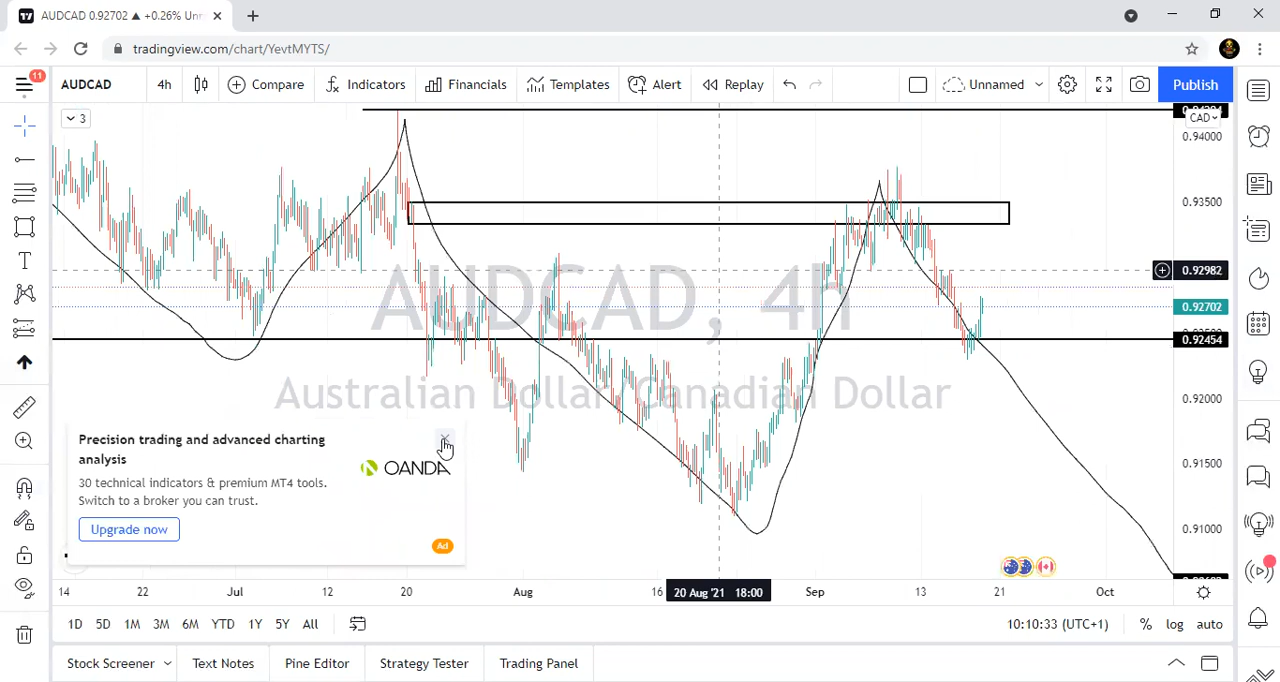 AUDCAD 0.92702 ▲ +0.26% Unn
tradingview.com/chart/YevtMYTS/
11
AUDCAD
4h
Compare
Indicators
Financials
Templates
Alert
Replay
Unnamed
Publish
3
CAD
0.94000
0.93500
0.92982
0.92702
0.92454
0.92000
0.91500
0.91000
AUDCAD, 4h
Australian Dollar/Canadian Dollar
Precision trading and advanced charting
analysis
30 technical indicators & premium MT4 tools.
Switch to a broker you can trust.
OANDA
Upgrade now
Ad
14
22
Jul
12
20
Aug
16
20 Aug '21 18:00
Sep
13
21
Oct
1D
5D
1M
3M
6M
YTD
1Y
5Y
All
10:10:33 (UTC+1)
%
log
auto
Stock Screener
Text Notes
Pine Editor
Strategy Tester
Trading Panel